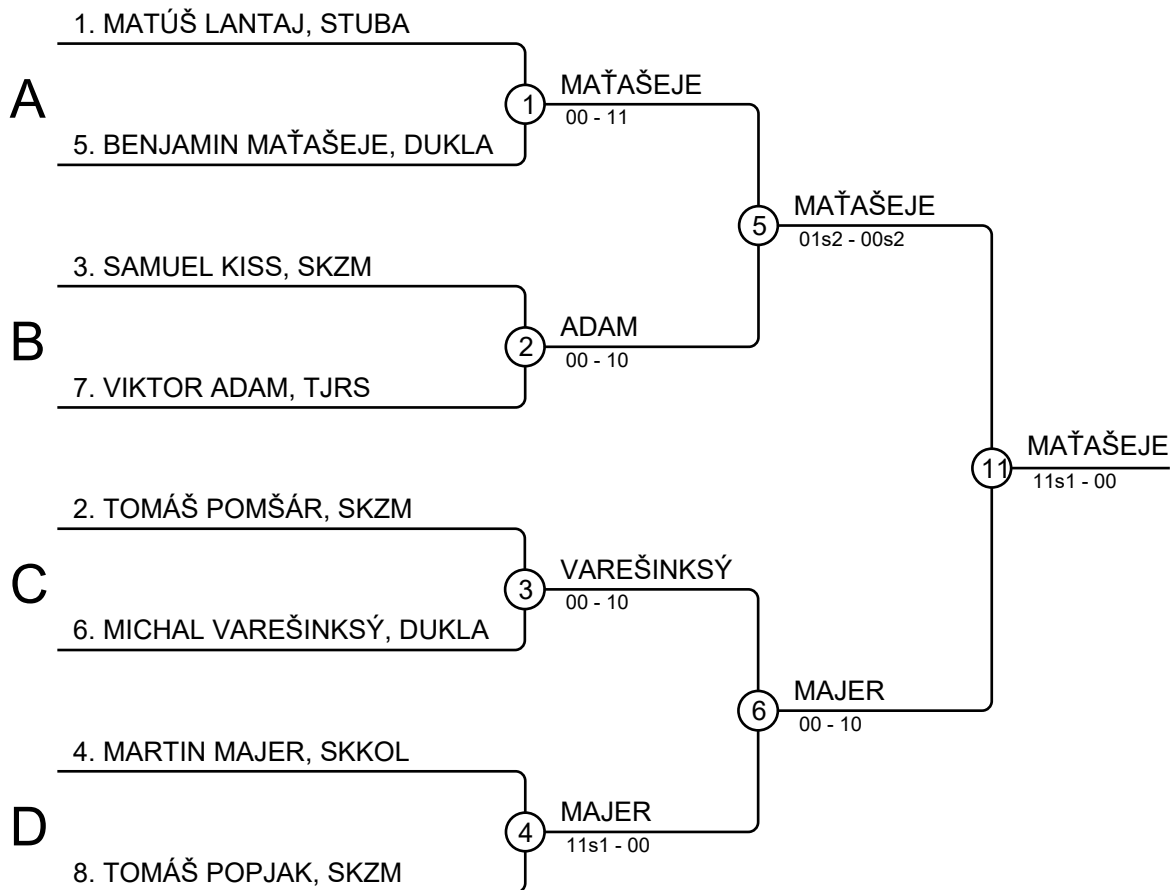 1. MATÚŠ LANTAJ, STUBA
A
1
MAŤAŠEJE
00 - 11
5. BENJAMIN MAŤAŠEJE, DUKLA
5
MAŤAŠEJE
01s2 - 00s2
3. SAMUEL KISS, SKZM
B
2
ADAM
00 - 10
7. VIKTOR ADAM, TJRS
11
MAŤAŠEJE
11s1 - 00
2. TOMÁŠ POMŠÁR, SKZM
C
3
VAREŠINKSÝ
00 - 10
6. MICHAL VAREŠINKSÝ, DUKLA
6
MAJER
00 - 10
4. MARTIN MAJER, SKKOL
D
4
MAJER
11s1 - 00
8. TOMÁŠ POPJAK, SKZM